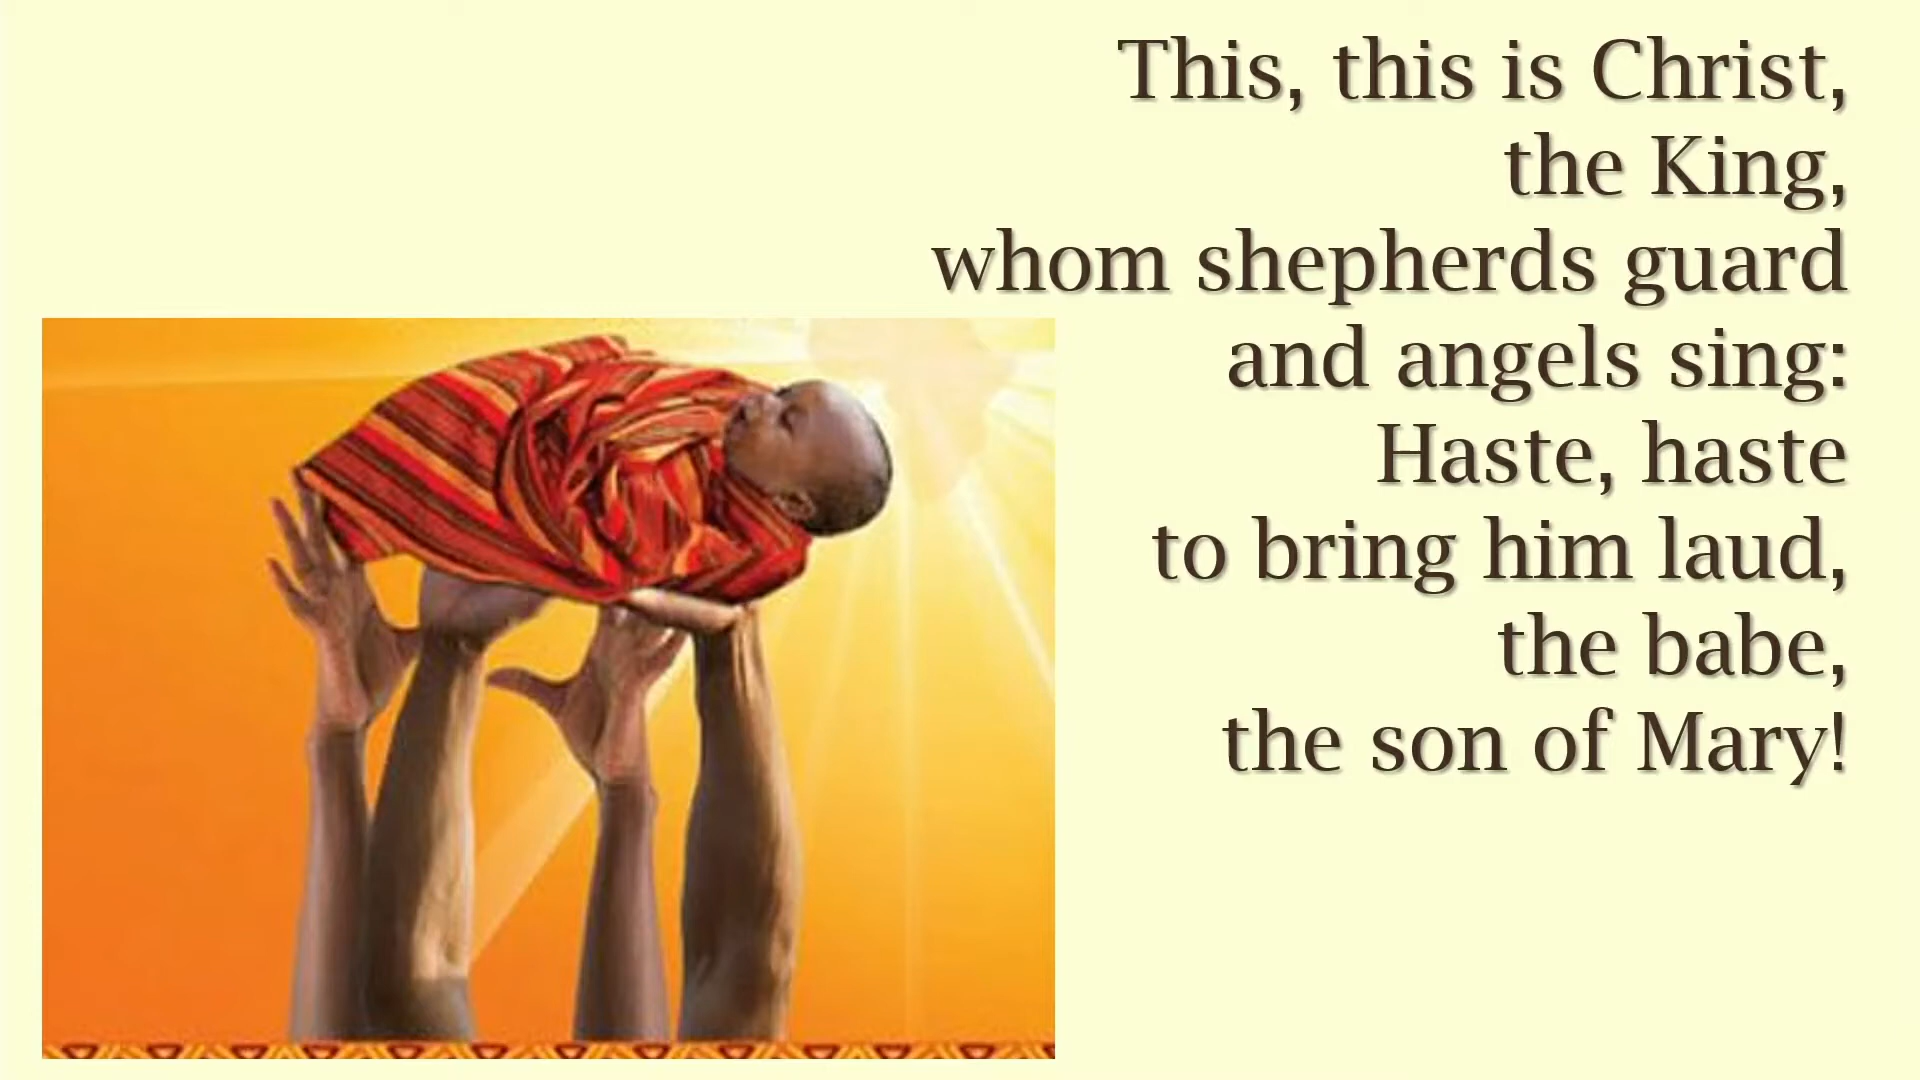 This, this is Christ,
the King,
whom shepherds guard
and angels sing:
Haste, haste
to bring him laud,
the babe,
the son of Mary!